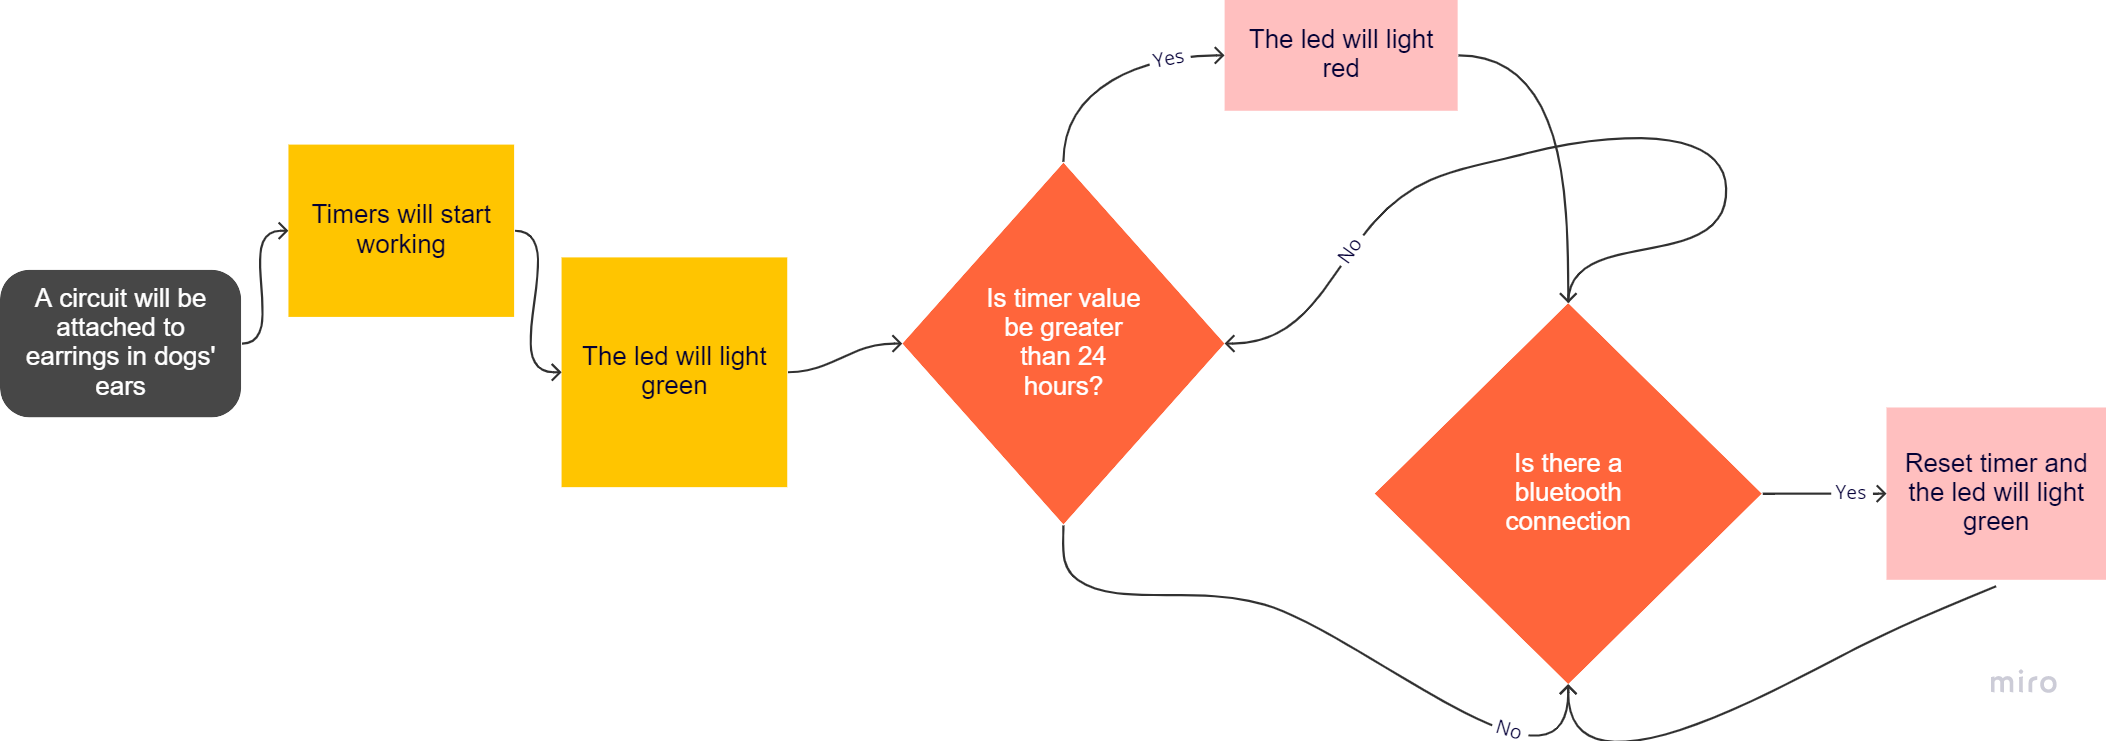 A circuit will be
attached to
earrings in dogs'
ears
Timers will start
working
The led will light
green
Is timer value
be greater
than 24
hours?
Yes
The led will light
red
No
No
Is there a
bluetooth
connection
Yes
Reset timer and
the led will light
green
miro